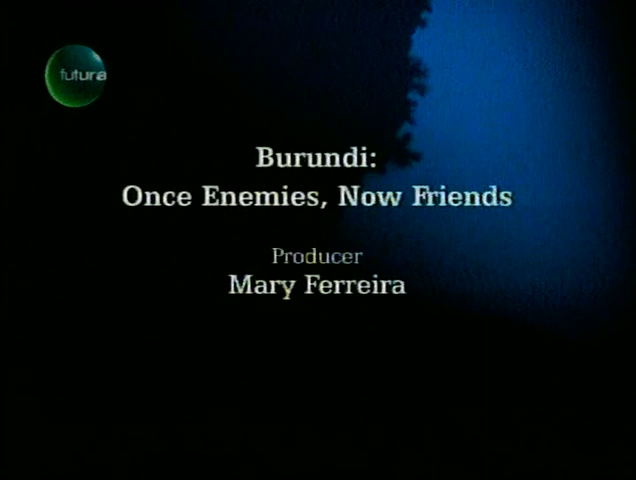 futura
Burundi:
Once Enemies, Now Friends
Producer
Mary Ferreira